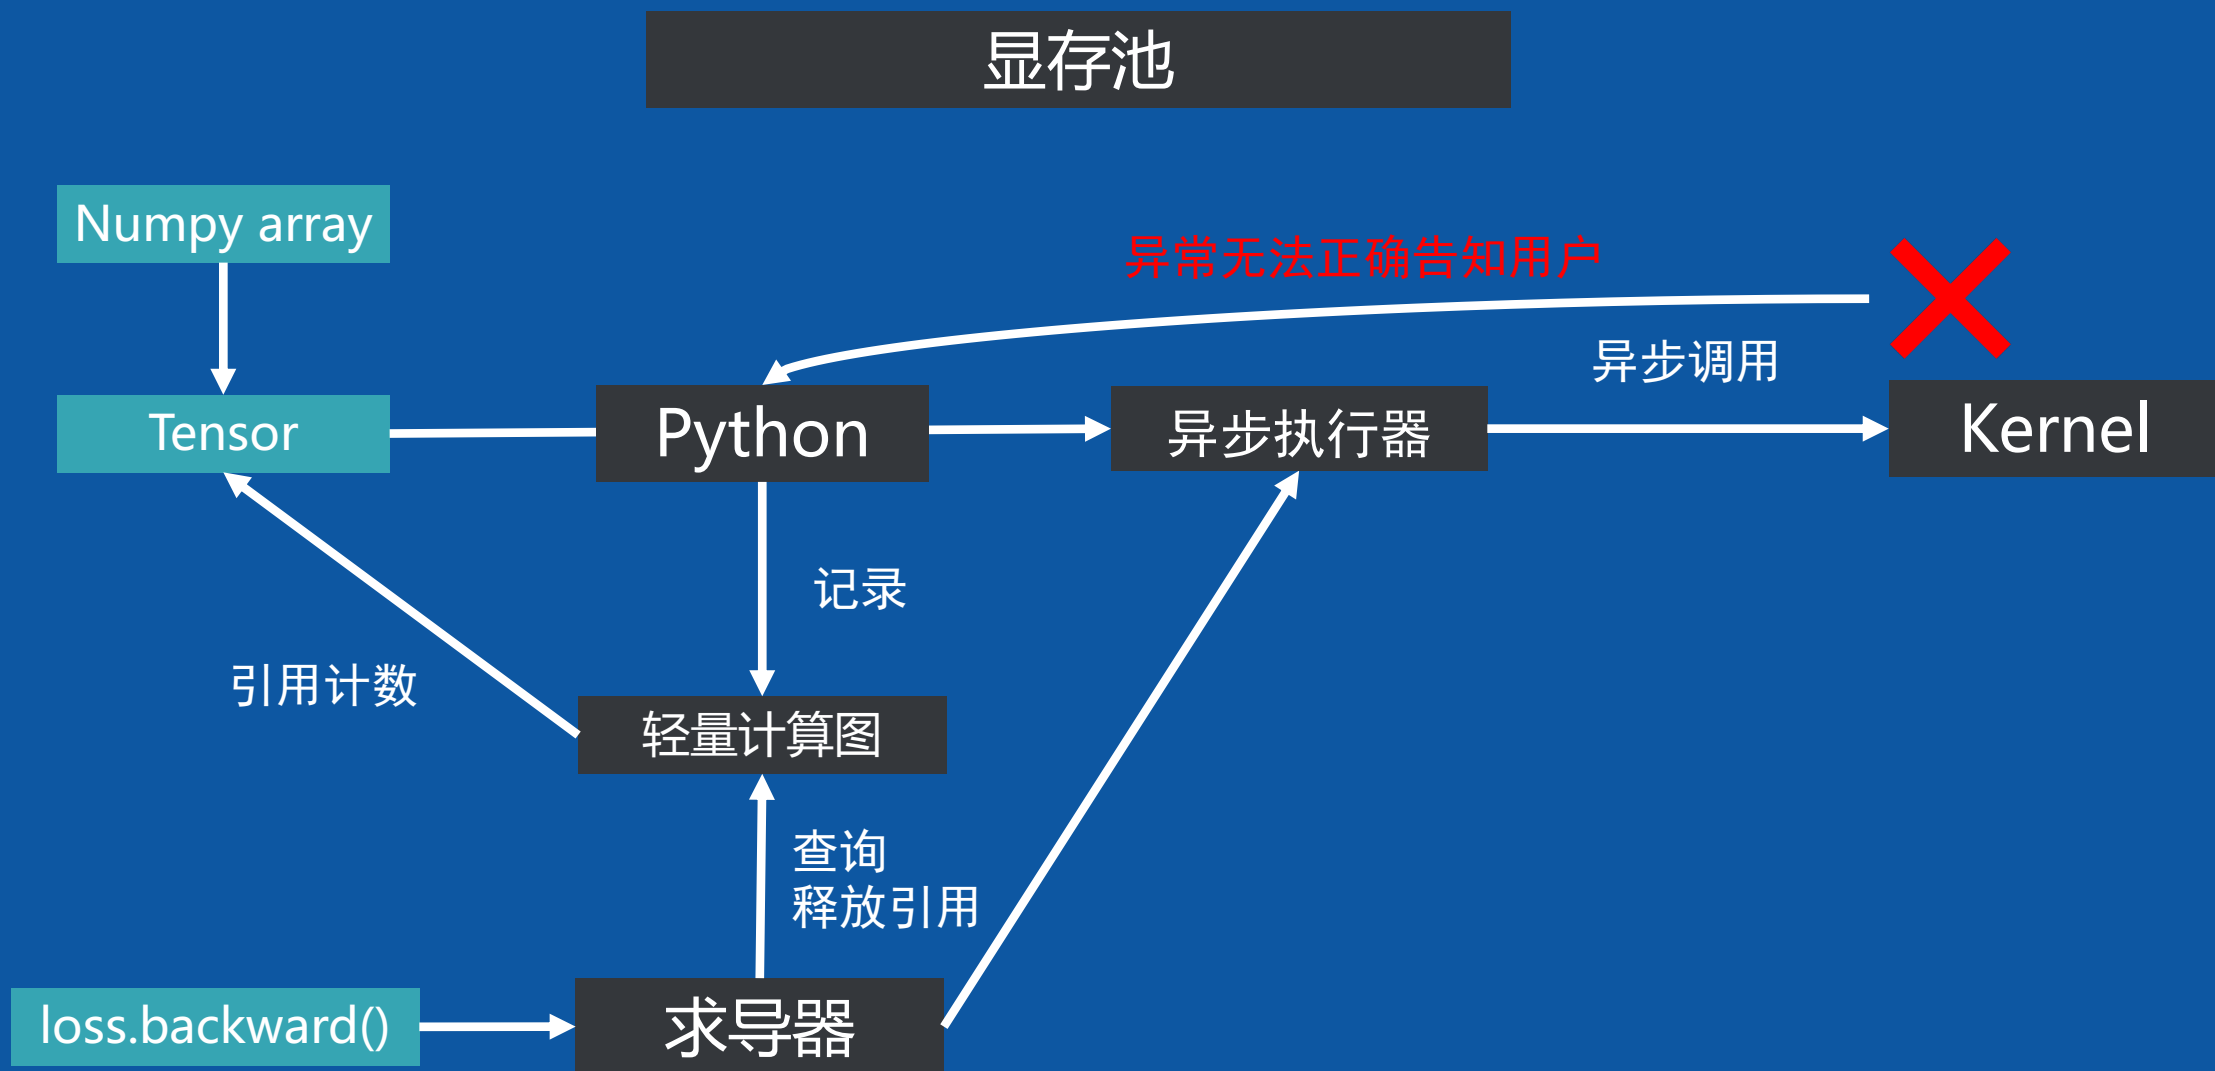 显存池
Numpy array
异常无法正确告知用户
异步调用
Tensor
Python
异步执行器
Kernel
记录
引用计数
轻量计算图
查询
释放引用
loss.backward()
求导器